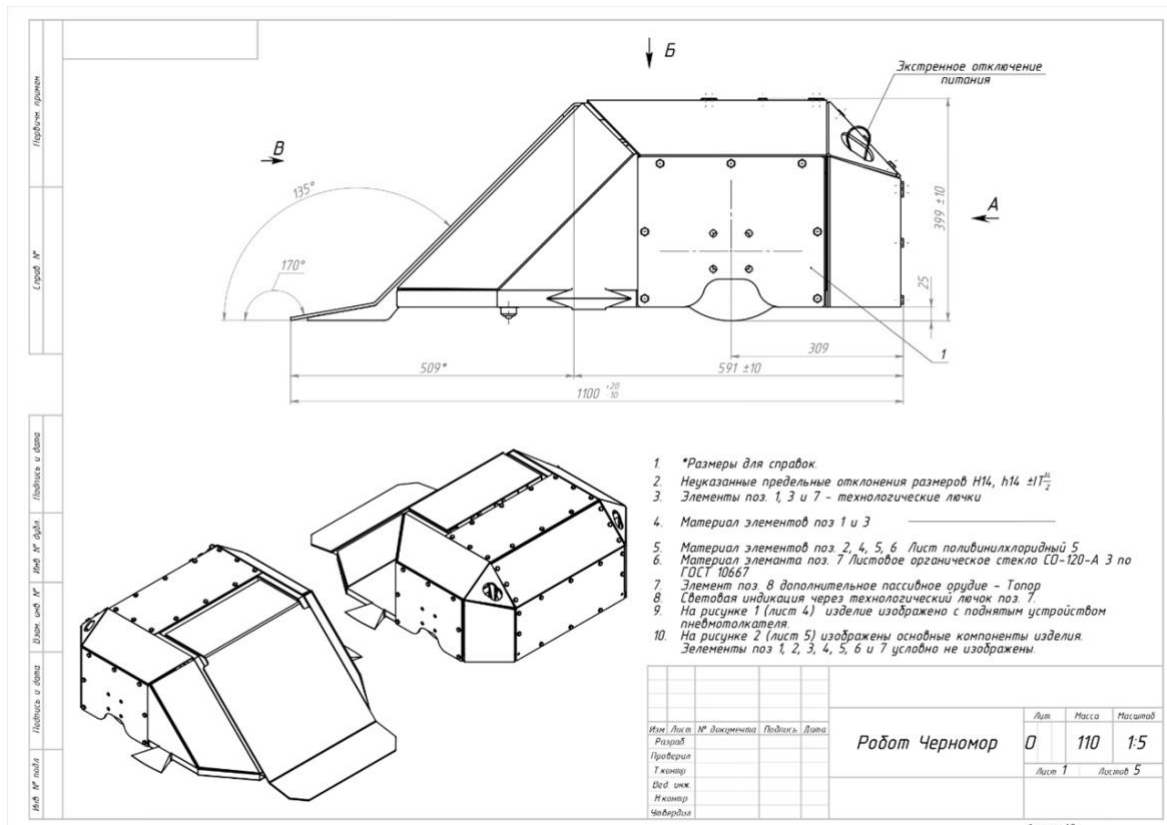 Первичн. примен.
Справ. №
Подпись и дата
Инв. № дубл.
Взам. инв. №
Подпись и дата
Инв. № подл.
Б
Экстренное отключение
питания
В
135°
А
399 ±10
170°
25
309
1
509*
591 ±10
1100 +20 -10
1. *Размеры для справок.
2. Неуказанные предельные отклонения размеров H14, h14 ±IT14/2
3. Элементы поз. 1, 3 и 7 - технологические лючки
4. Материал элементов поз 1 и 3
5. Материал элементов поз. 2, 4, 5, 6 Лист поливинилхлоридный 5
6. Материал элеманта поз. 7 Листовое органическое стекло СО-120-А 3 по
ГОСТ 10667
7. Элемент поз. 8 дополнительное пассивное орудие - Топор
8. Световая индикация через технологический лючок поз. 7.
9. На рисунке 1 (лист 4) изделие изображено с поднятым устройством
пневмотолкателя.
10. На рисунке 2 (лист 5) изображены основные компоненты изделия.
Зелементы поз 1, 2, 3, 4, 5, 6 и 7 условно не изображены.
Изм. Лист № документа Подпись Дата
Разраб
Проверил
Т контр
Вед. инж.
Н контр
Утвердил
Робот Черномор
Лит Масса Масштаб
О 110 1:5
Лист 1 Листов 5